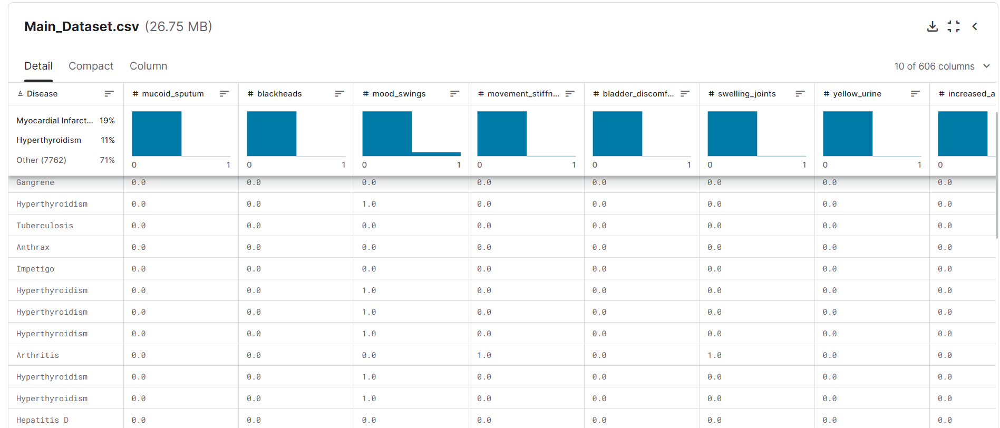 Main_Dataset.csv (26.75 MB)
Detail Compact Column 10 of 606 columns
A Disease # mucoid_sputum # blackheads # mood_swings # movement_stiffn... # bladder_discomf... # swelling_joints # yellow_urine # increased_a
Myocardial Infarct... 19%
Hyperthyroidism 11%
Other (7762) 71%
0 1 0 1 0 1 0 1 0 1 0 1 0 1 0
Gangrene 0.0 0.0 0.0 0.0 0.0 0.0 0.0 0.0
Hyperthyroidism 0.0 0.0 1.0 0.0 0.0 0.0 0.0 0.0
Tuberculosis 0.0 0.0 0.0 0.0 0.0 0.0 0.0 0.0
Anthrax 0.0 0.0 0.0 0.0 0.0 0.0 0.0 0.0
Impetigo 0.0 0.0 0.0 0.0 0.0 0.0 0.0 0.0
Hyperthyroidism 0.0 0.0 1.0 0.0 0.0 0.0 0.0 0.0
Hyperthyroidism 0.0 0.0 1.0 0.0 0.0 0.0 0.0 0.0
Hyperthyroidism 0.0 0.0 1.0 0.0 0.0 0.0 0.0 0.0
Arthritis 0.0 0.0 0.0 1.0 0.0 1.0 0.0 0.0
Hyperthyroidism 0.0 0.0 1.0 0.0 0.0 0.0 0.0 0.0
Hyperthyroidism 0.0 0.0 1.0 0.0 0.0 0.0 0.0 0.0
Hepatitis D 0.0 0.0 0.0 0.0 0.0 0.0 0.0 0.0